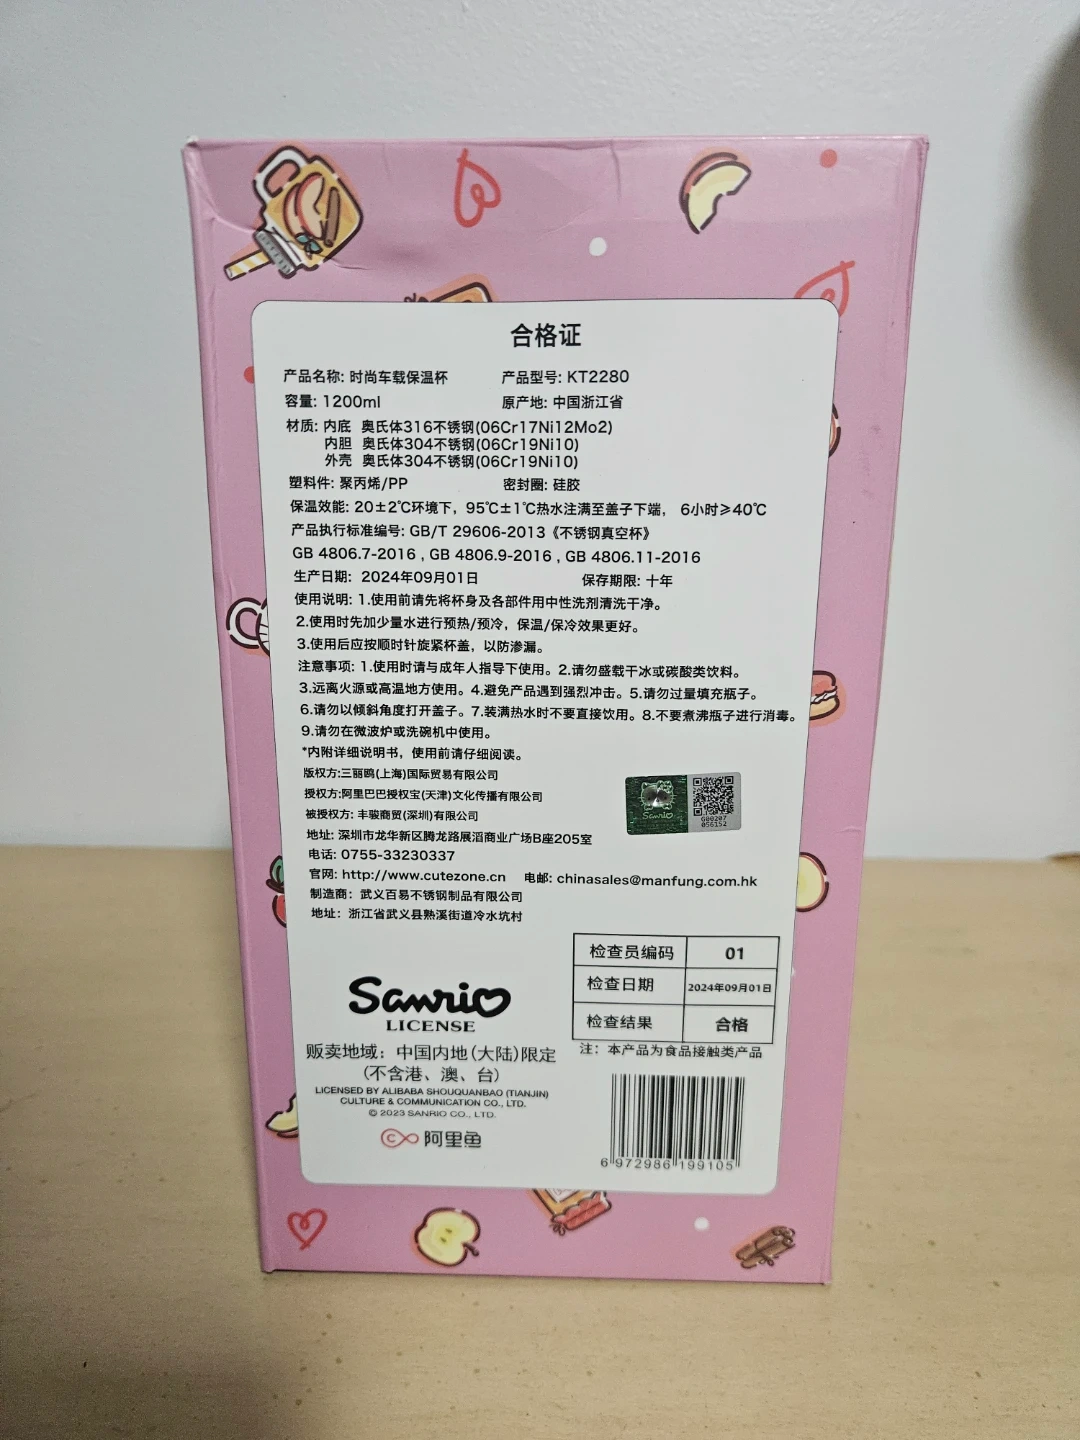 合格证
产品名称: 时尚车载保温杯 产品型号: KT2280
容量: 1200ml 原产地: 中国浙江省
材质: 内底 奥氏体316不锈钢(06Cr17Ni12Mo2)
内胆 奥氏体304不锈钢(06Cr19Ni10)
外壳 奥氏体304不锈钢(06Cr19Ni10)
塑料件: 聚丙烯/PP 密封圈: 硅胶
保温效能: 20±2℃环境下，95℃±1℃热水注满至盖子下端， 6小时≥40℃
产品执行标准编号: GB/T 29606-2013《不锈钢真空杯》
GB 4806.7-2016 , GB 4806.9-2016 , GB 4806.11-2016
生产日期: 2024年09月01日 保存期限: 十年
使用说明: 1.使用前请先将杯身及各部件用中性洗剂清洗干净。
2.使用时先加少量水进行预热/预冷，保温/保冷效果更好。
3.使用后应按顺时针旋紧杯盖，以防渗漏。
注意事项: 1.使用时请与成年人指导下使用。2.请勿盛载干冰或碳酸类饮料。
3.远离火源或高温地方使用。4.避免产品遇到强烈冲击。5.请勿过量填充瓶子。
6.请勿以倾斜角度打开盖子。7.装满热水时不要直接饮用。8.不要煮沸瓶子进行消毒。
9.请勿在微波炉或洗碗机中使用。
*内附详细说明书，使用前请仔细阅读。
版权方:三丽鸥(上海)国际贸易有限公司
授权方:阿里巴巴授权宝(天津)文化传播有限公司
被授权方: 丰骏商贸(深圳)有限公司
地址: 深圳市龙华新区腾龙路展滔商业广场B座205室
电话: 0755-33230337
官网: http://www.cutezone.cn 电邮: chinasales@manfung.com.hk
制造商: 武义百易不锈钢制品有限公司
地址: 浙江省武义县熟溪街道冷水坑村
Sanrio
G00207
056152
检查员编码 01
检查日期 2024年09月01日
检查结果 合格
注: 本产品为食品接触类产品
Sanrio
LICENSE
贩卖地域: 中国内地(大陆)限定
(不含港、澳、台)
LICENSED BY ALIBABA SHOUQUANBAO (TIANJIN)
CULTURE & COMMUNICATION CO., LTD.
© 2023 SANRIO CO., LTD.
阿里鱼
6 972986 199105